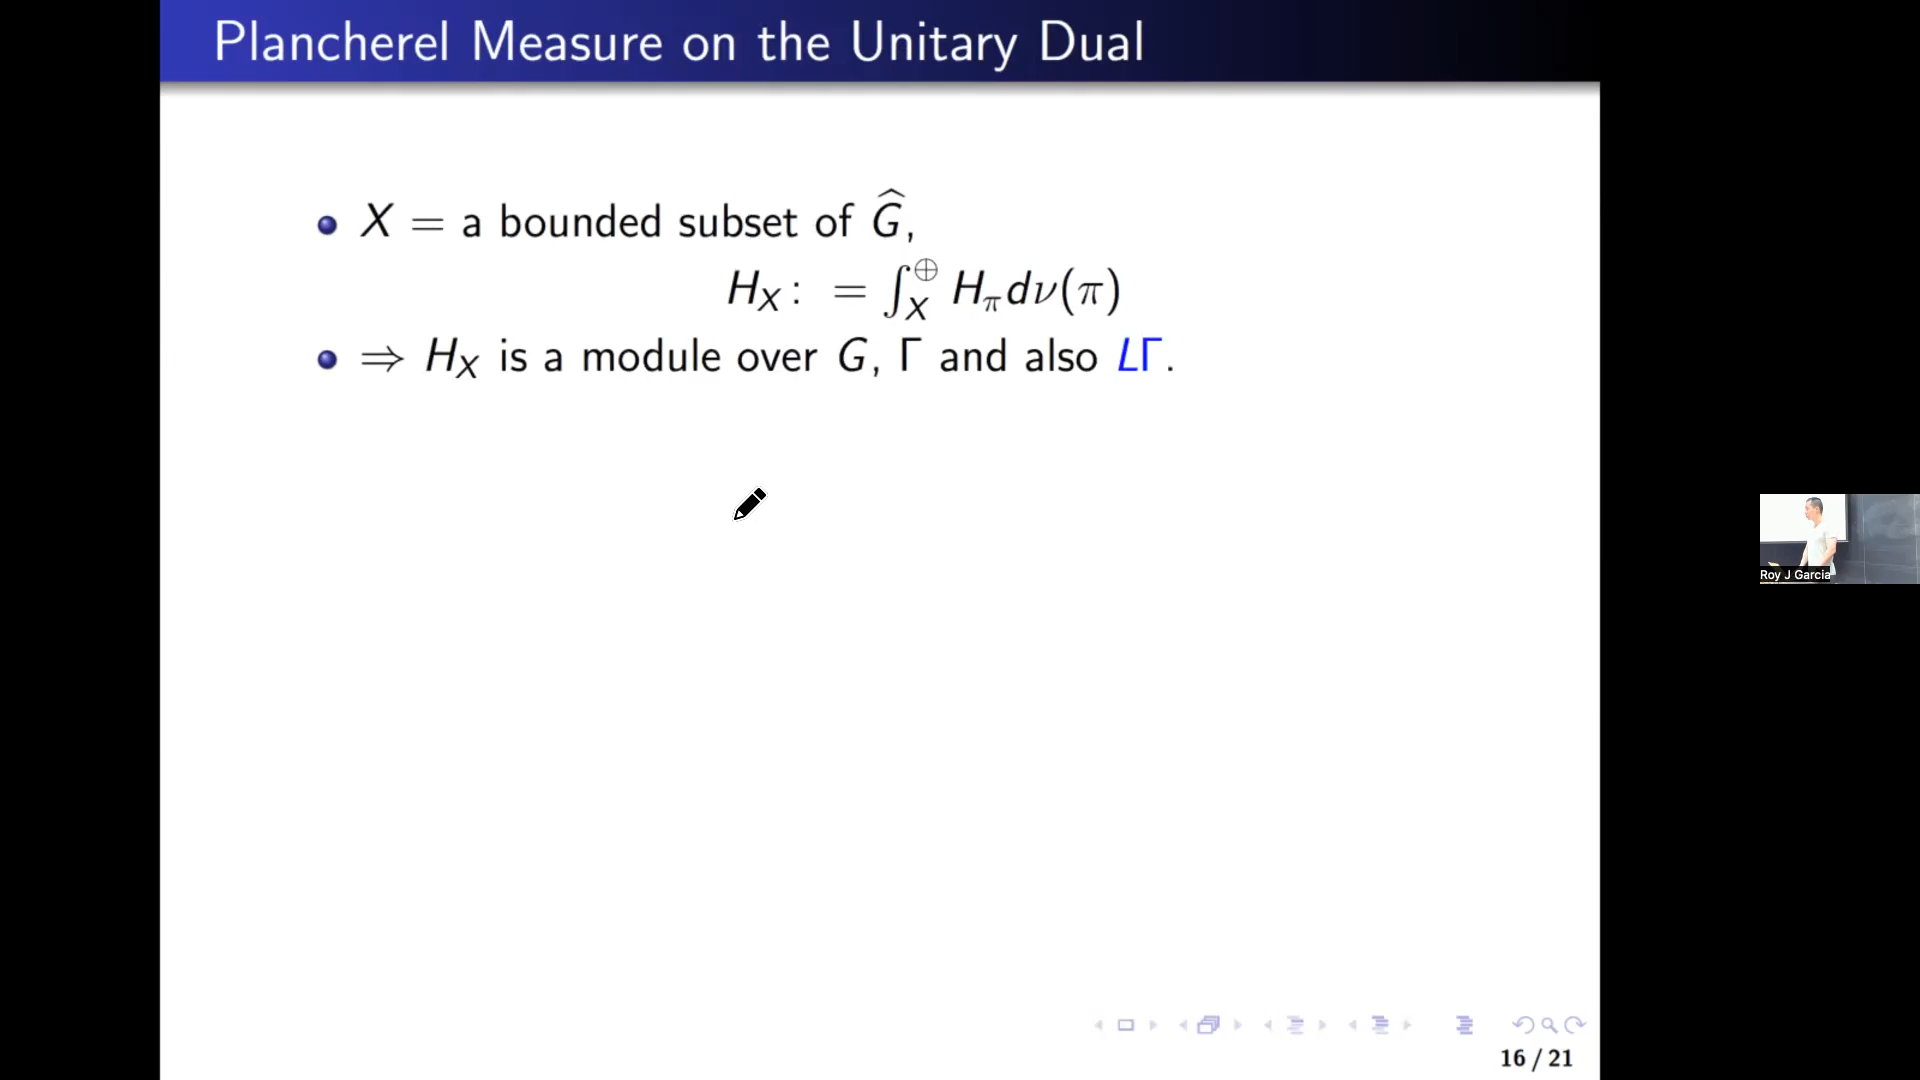 Plancherel Measure on the Unitary Dual
X = a bounded subset of Ĝ,
H_X : = ∫_X^⊕ H_π dν(π)
⇒ H_X is a module over G, Γ and also LΓ.
Roy J Garcia
16 / 21